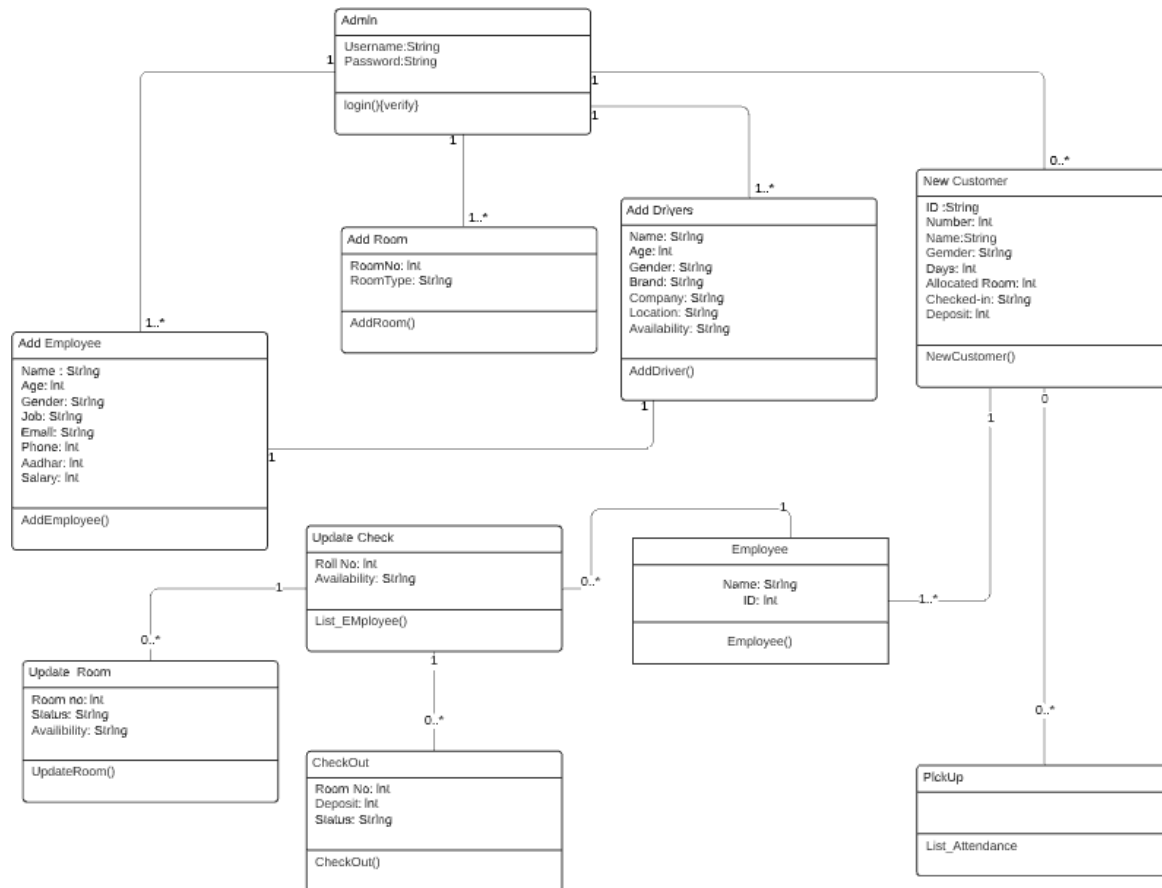 Admin
Username:String
Password:String
login(){verify}
1
1
1
1
1..*
1..*
1..*
0..*
New Customer
ID :String
Number: Int
Name:String
Gemder: String
Days: Int
Allocated Room: Int
Checked-in: String
Deposit: Int
NewCustomer()
Add Drivers
Name: String
Age: Int
Gender: String
Brand: String
Company: String
Location: String
Availability: String
AddDriver()
Add Room
RoomNo: Int
RoomType: String
AddRoom()
Add Employee
Name : String
Age: Int
Gender: String
Job: String
Email: String
Phone: Int
Aadhar: Int
Salary: Int
AddEmployee()
1
1
0
1
1
Update Check
Roll No: Int
Availability: String
List_EMployee()
0..*
Employee
Name: String
ID: Int
Employee()
1..*
1
0..*
1
0..*
0..*
Update Room
Room no: Int
Status: String
Availibility: String
UpdateRoom()
CheckOut
Room No: Int
Deposit: Int
Status: String
CheckOut()
PickUp
List_Attendance